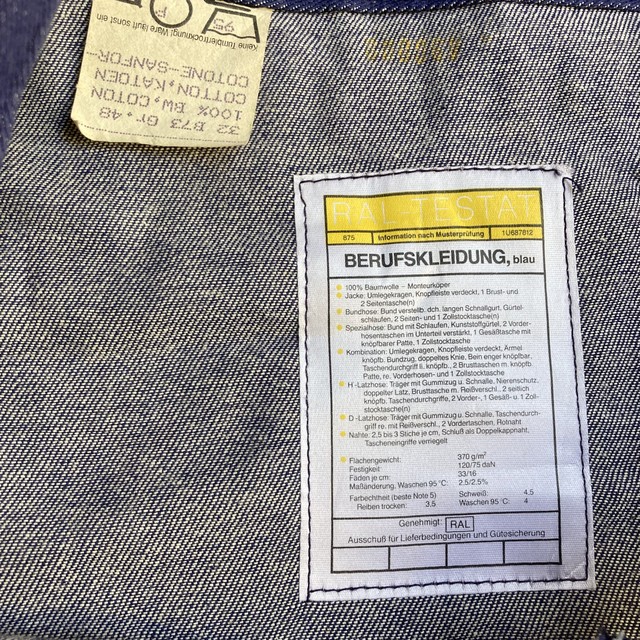 32 B73 Gr.48
100% BW,COTON
COTTON,KATOEN
COTONE--SANFOR--
Keine Tumblertrocknung! Ware läuft sonst ein
95 P
RAL TESTAT
675 Information nach Musterprüfung 1U687612
BERUFSKLEIDUNG, blau
100% Baumwolle - Monteurköper
Jacke: Umlegekragen, Knopfleiste verdeckt, 1 Brust- und
2 Seitentasche(n)
Bundhose: Bund verstellb. dch. langen Schnallgurt, Gürtel-
schlaufen, 2 Seiten- und 1 Zollstocktasche(n)
Spezialhose: Bund mit Schlaufen, Kunststoffgürtel, 2 Vorder-
hosentaschen im Unterteil verstärkt, 1 Gesäßtasche mit
knöpfbarer Patte, 1 Zollstocktasche
Kombination: Umlegekragen, Knopfleiste verdeckt, Ärmel
knöpfb. Bundzug, doppeltes Knie. Bein enger knöpfbar,
Taschendurchgriff li. knöpfb., 2 Brusttaschen m. knöpfb.
Patte, re. Vorderhosen- und 1 Zollstocktasche
H-Latzhose: Träger mit Gummizug u. Schnalle, Nierenschutz,
doppelter Latz, Brusttasche m. Reißverschl., 2 seitlich
knöpfb. Taschendurchgriffe, 2 Vorder-, 1 Gesäß- u. 1 Zoll-
stocktasche(n)
D-Latzhose: Träger mit Gummizug u. Schnalle, Taschendurch-
griff re. mit Reißverschl., 2 Vordertaschen, Rotnaht
Nähte: 2,5 bis 3 Stiche je cm, Schluß als Doppelkappnaht,
Tascheneingriffe verriegelt
Flächengewicht: 370 g/m²
Festigkeit: 120/75 daN
Fäden je cm: 33/16
Maßänderung, Waschen 95°C: 2.5/2.5%
Farbechtheit (beste Note 5) Schweiß: 4.5
Reiben trocken: 3.5 Waschen 95°C: 4
Genehmigt: RAL
Ausschuß für Lieferbedingungen und Gütesicherung